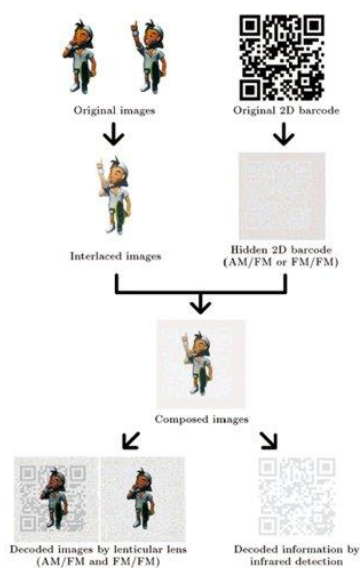 Original images
Original 2D barcode
Interlaced images
Hidden 2D barcode
(AM/FM or FM/FM)
Composed images
Decoded images by lenticular lens
(AM/FM and FM/FM)
Decoded information by
infrared detection